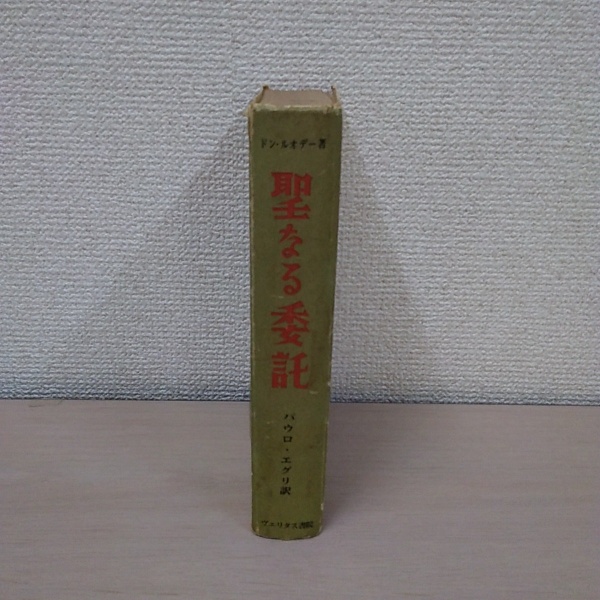 ドン・ルオデー著
聖なる委託
パウロ・エグリ訳
ヴェリタス書院